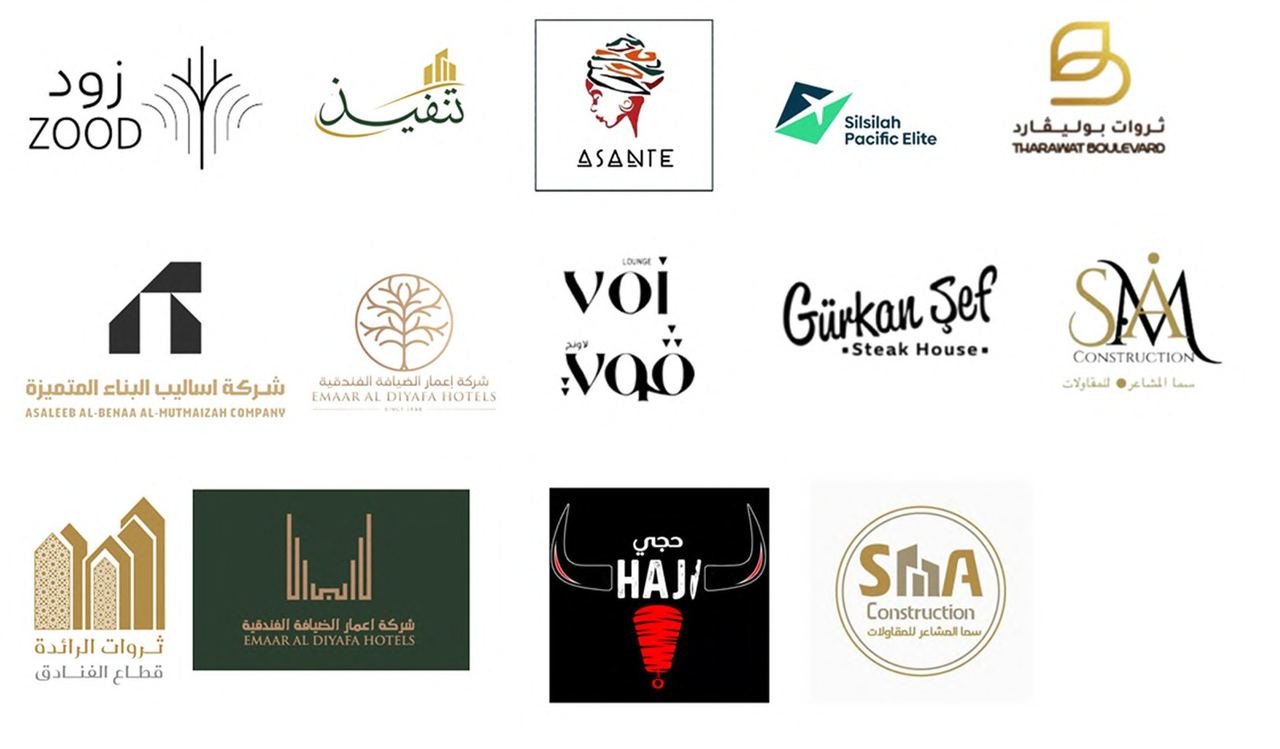 زود
ZOOD
تنفيذ
ASANTE
Silsilah
Pacific Elite
ثروات بوليڤارد
THARAWAT BOULEVARD
شركة اساليب البناء المتميزة
ASALEEB AL-BENAA AL-MUTMAIZAH COMPANY
شركة إعمار الضيافة الفندقية
EMAAR AL DIYAFA HOTELS
LOUNGE
voi
لاونج
Gürkan Şef
Steak House
SAMA
CONSTRUCTION
سما المشاعر للمقاولات
ثروات الرائدة
قطاع الفنادق
شركة اعمار الضيافة الفندقية
EMAAR AL DIYAFA HOTELS
حجي
HAJI
SMA
Construction
سما المشاعر للمقاولات